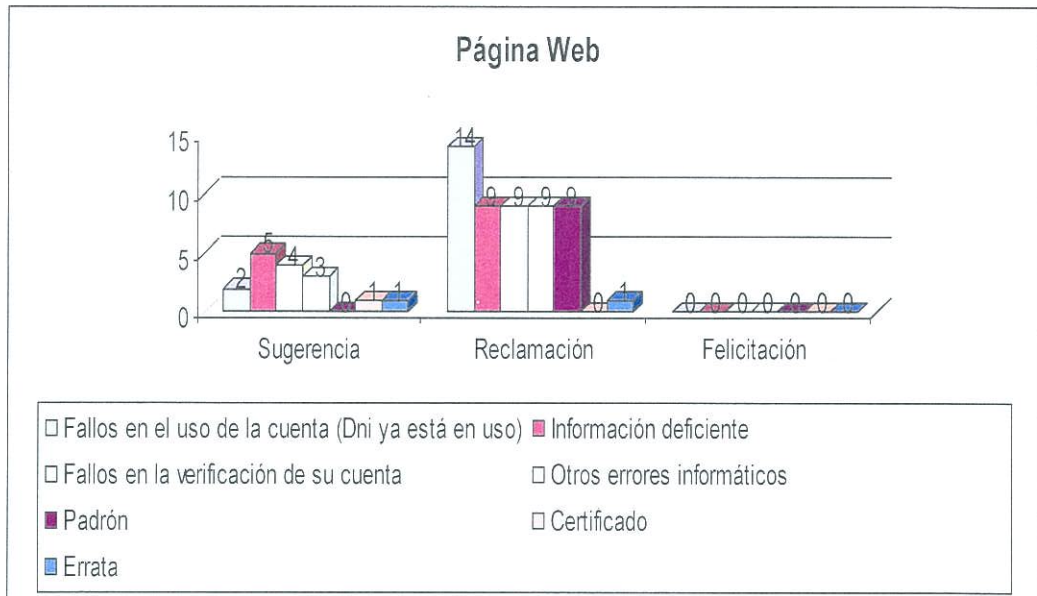 Página Web
15
10
5
0
2 5 4 3 0 1 1
14 9 9 9 9 0 1
0 0 0 0 0 0 0
Sugerencia Reclamación Felicitación
Fallos en el uso de la cuenta (Dni ya está en uso) Información deficiente
Fallos en la verificación de su cuenta Otros errores informáticos
Padrón Certificado
Errata